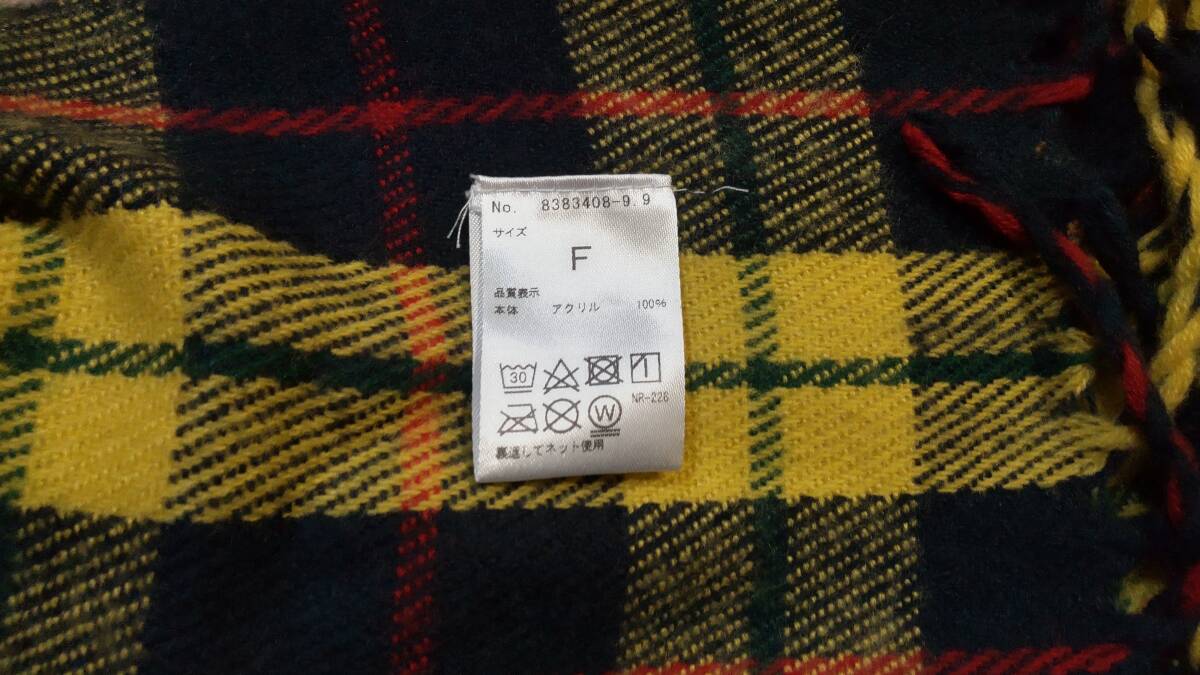 No. 8383408-9.9
サイズ
F
品質表示
本体 アクリル 100%
30
NR-226
W
裏返してネット使用